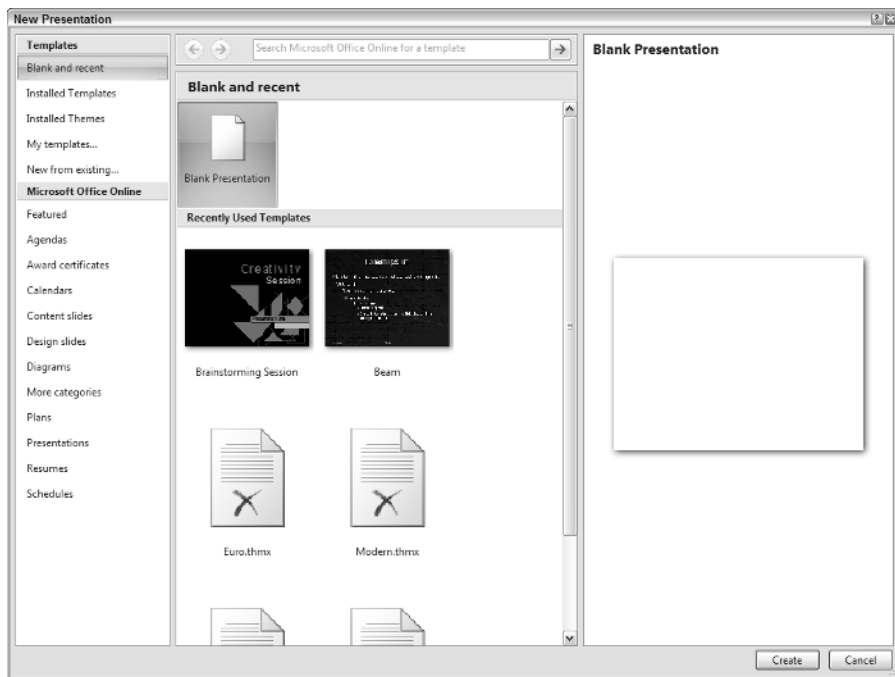 New Presentation
Templates
Blank and recent
Installed Templates
Installed Themes
My templates...
New from existing...
Microsoft Office Online
Featured
Agendas
Award certificates
Calendars
Content slides
Design slides
Diagrams
More categories
Plans
Presentations
Resumes
Schedules
Search Microsoft Office Online for a template
Blank and recent
Blank Presentation
Recently Used Templates
Creativity
Session
Brainstorming Session
Beam
Euro.thmx
Modern.thmx
Blank Presentation
Create
Cancel